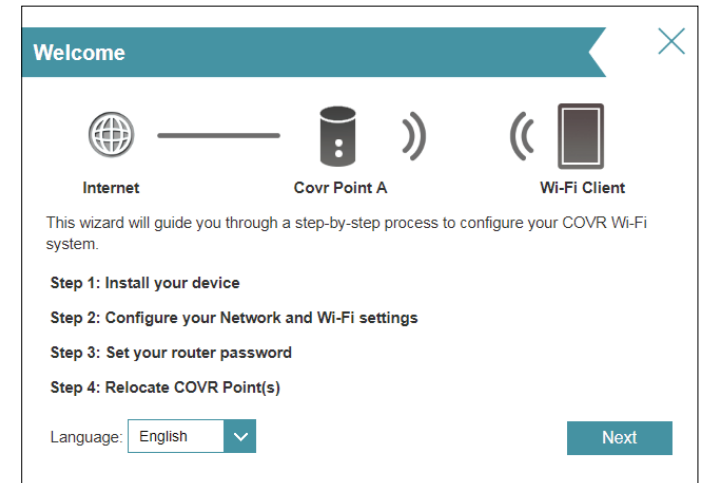 Welcome
Internet
Covr Point A
Wi-Fi Client
This wizard will guide you through a step-by-step process to configure your COVR Wi-Fi
system.
Step 1: Install your device
Step 2: Configure your Network and Wi-Fi settings
Step 3: Set your router password
Step 4: Relocate COVR Point(s)
Language: English
Next